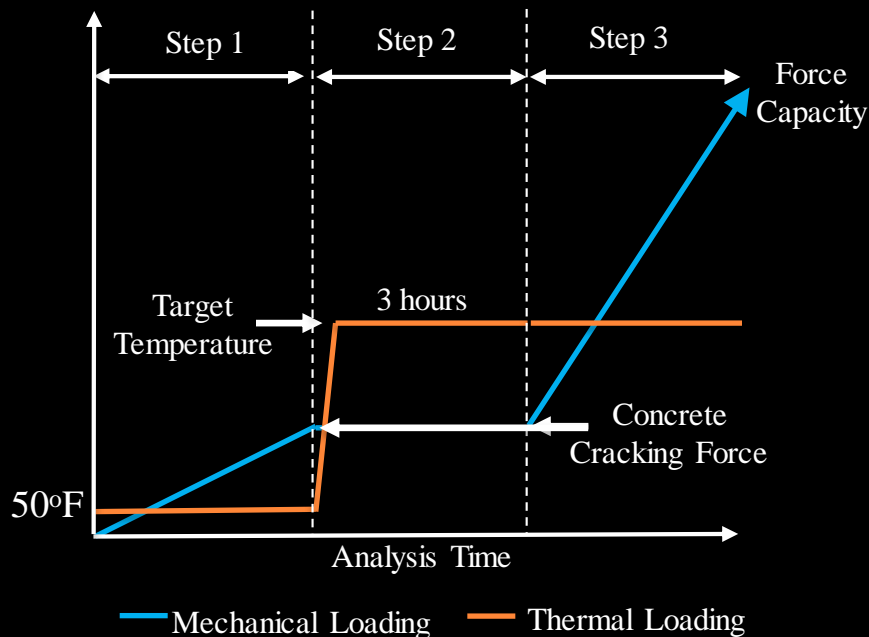 Step 1
Step 2
Step 3
Force
Capacity
3 hours
Target
Temperature
Concrete
Cracking Force
50°F
Analysis Time
Mechanical Loading
Thermal Loading